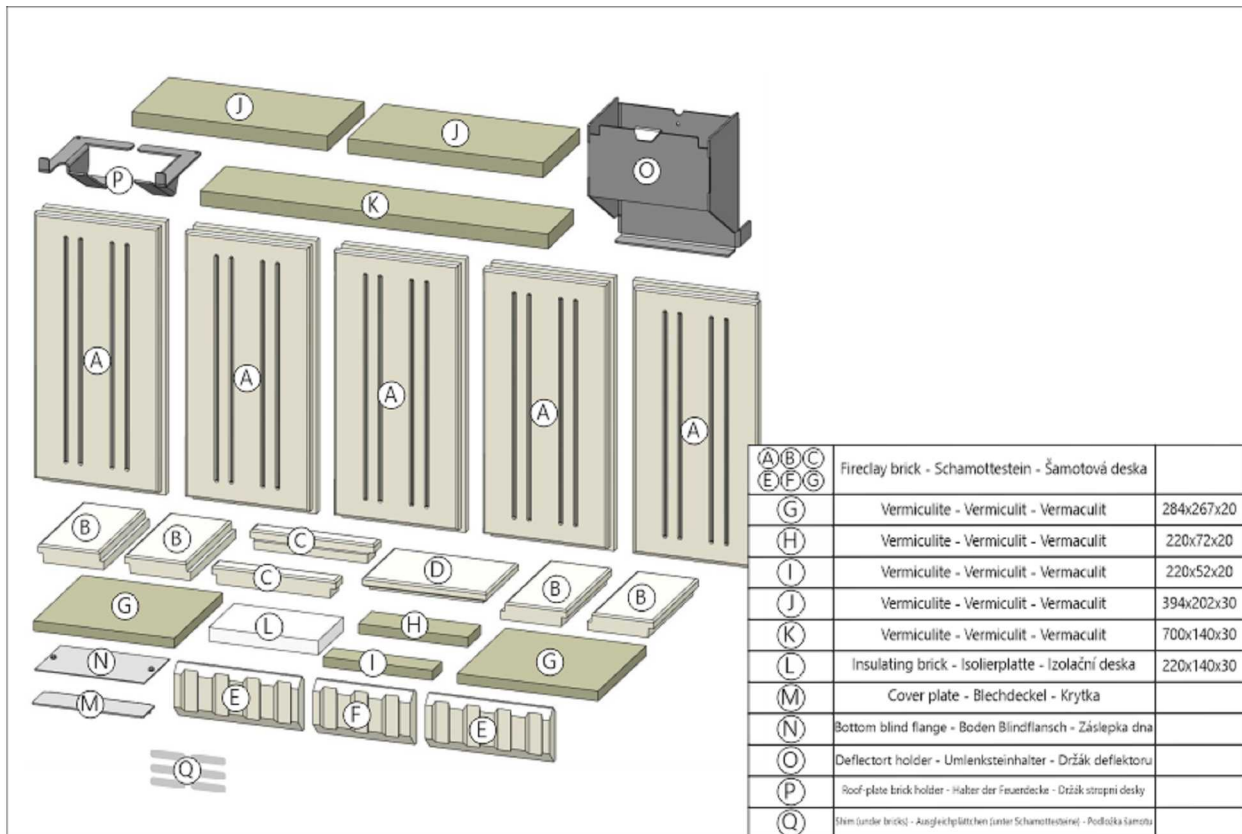 J
J
O
P
K
A
A
A
A
A
B
B
C
D
C
B
B
G
L
H
I
G
N
M
E
F
E
Q
A B C
E F G
Fireclay brick - Schamottestein - Šamotová deska
G Vermiculite - Vermiculit - Vermaculit 284x267x20
H Vermiculite - Vermiculit - Vermaculit 220x72x20
I Vermiculite - Vermiculit - Vermaculit 220x52x20
J Vermiculite - Vermiculit - Vermaculit 394x202x30
K Vermiculite - Vermiculit - Vermaculit 700x140x30
L Insulating brick - Isolierplatte - Izolační deska 220x140x30
M Cover plate - Blechdeckel - Krytka
N Bottom blind flange - Boden Blindflansch - Záslepka dna
O Deflectort holder - Umlenksteinhalter - Držák deflektoru
P Roof-plate brick holder - Halter der Feuerdecke - Držák stropni desky
Q Shim (under bricks) - Ausgleichplättchen (unter Schamottesteine) - Podložka šamotu